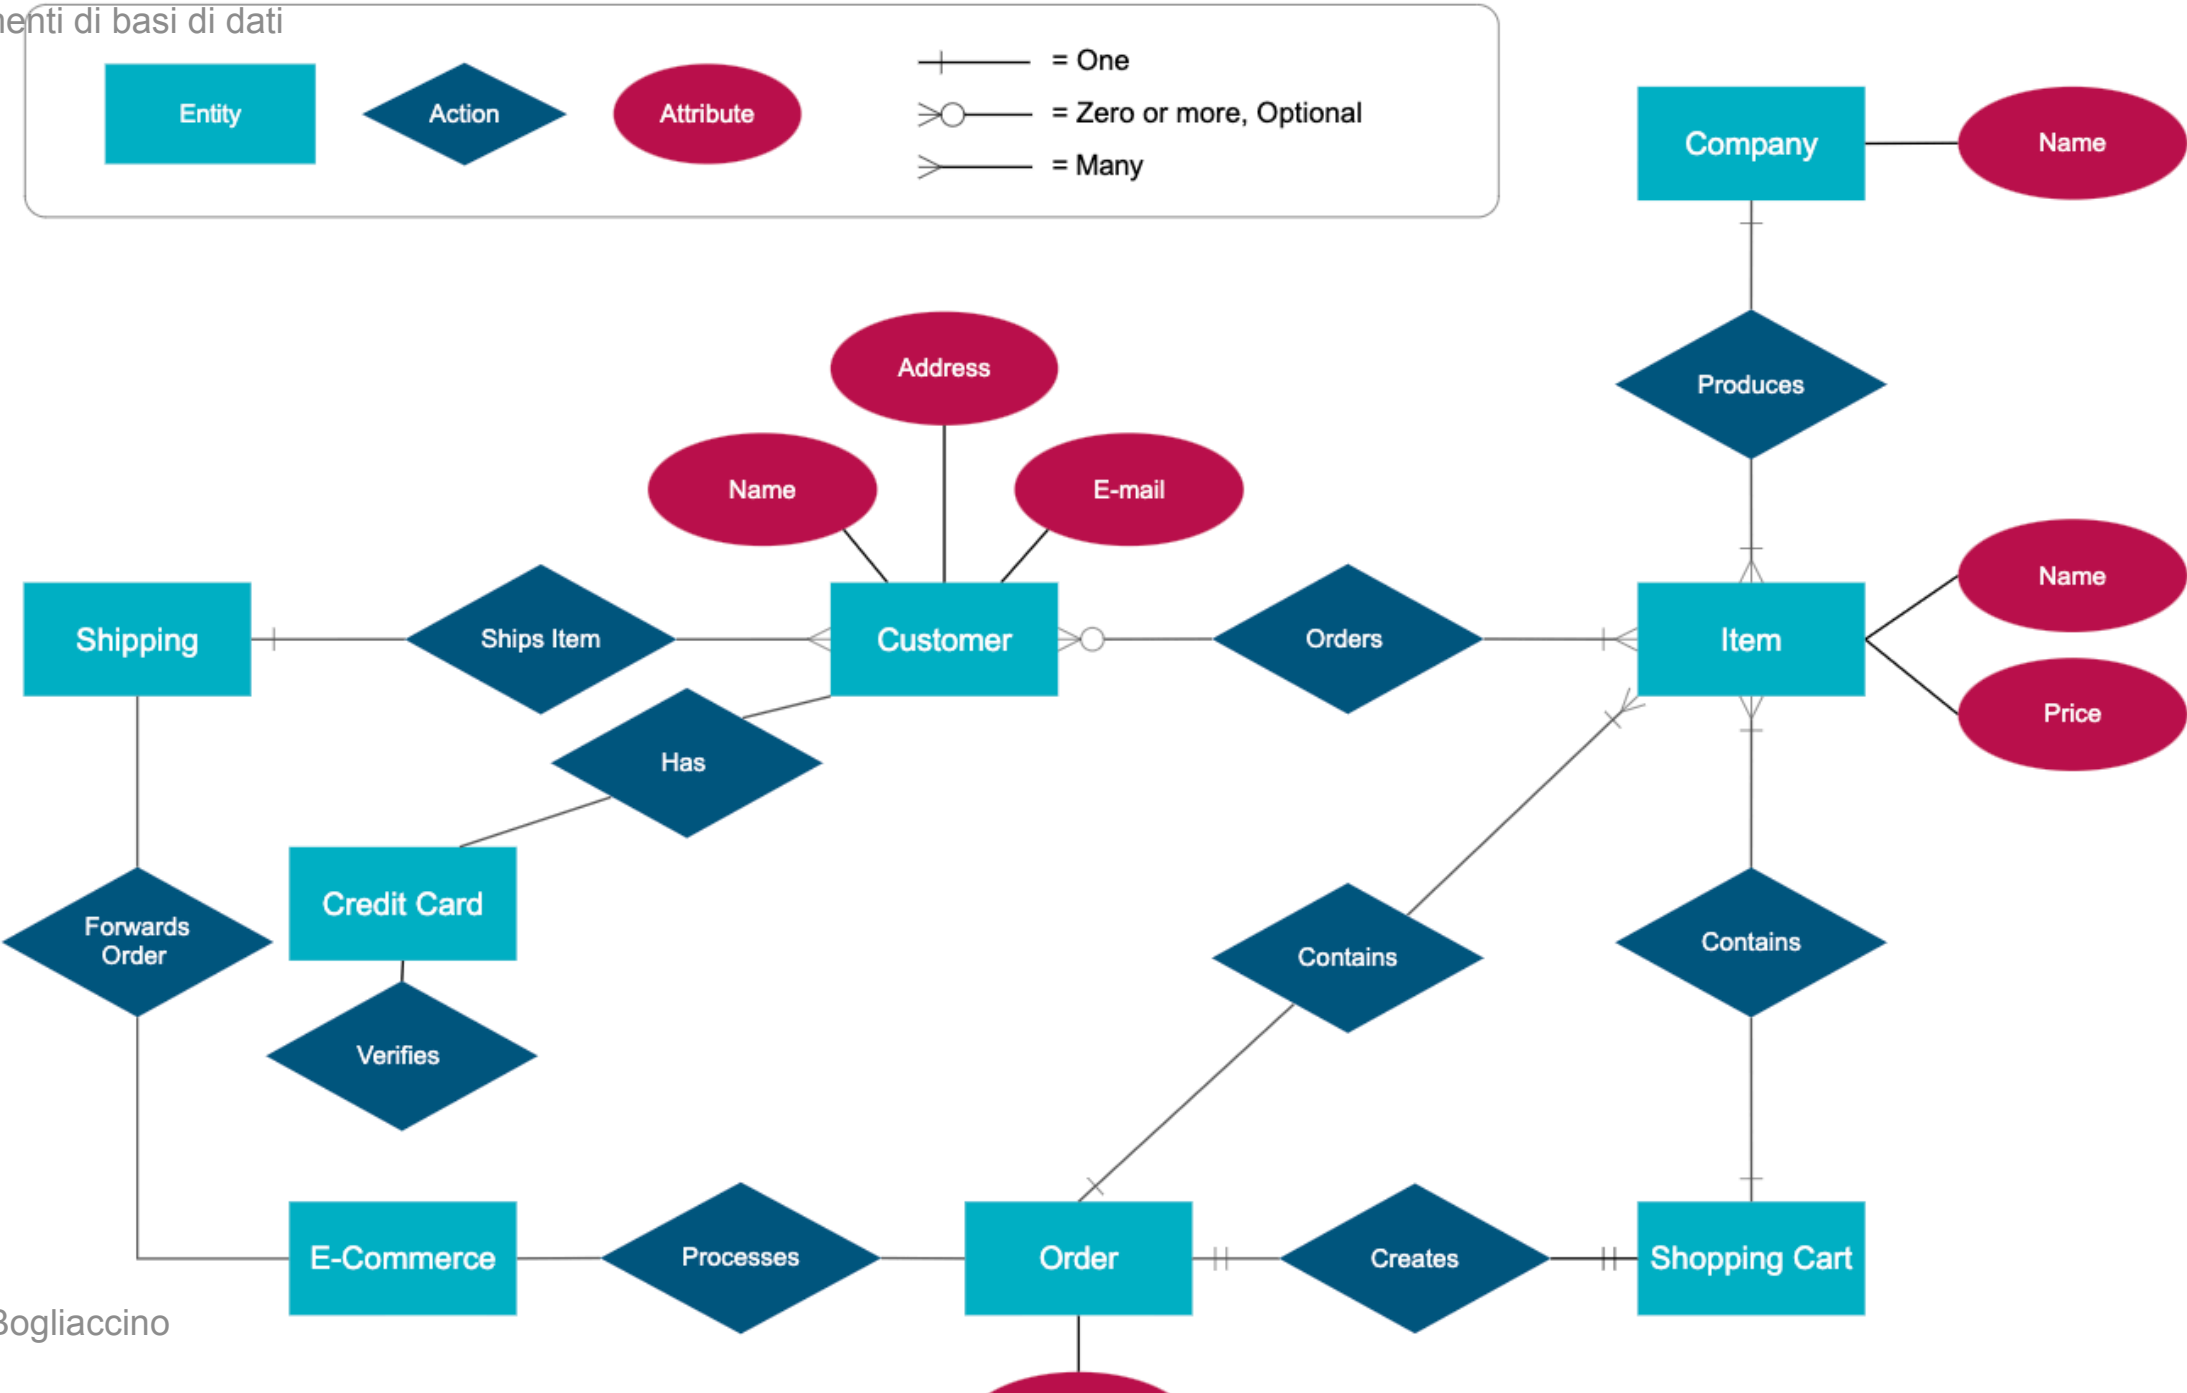 di basi di dati
Entity
Action
Attribute
= One
= Zero or more, Optional
= Many
Company
Name
Produces
Address
Name
E-mail
Shipping
Ships Item
Customer
Orders
Item
Name
Price
Has
Credit Card
Forwards
Order
Verifies
Contains
Contains
E-Commerce
Processes
Order
Creates
Shopping Cart
Bogliaccino